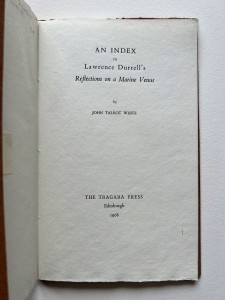 AN INDEX
to
Lawrence Durrell's
Reflections on a Marine Venus
by
JOHN TALBOT WHITE
THE TRAGARA PRESS
Edinburgh